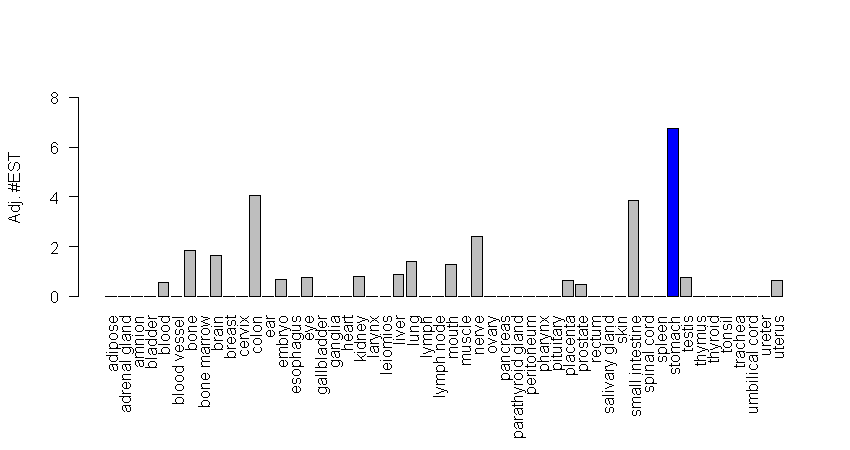 8
6
4
2
0
Adj. #EST
adipose
adrenal gland
amnion
bladder
blood
blood vessel
bone
bone marrow
brain
breast
cervix
colon
ear
embryo
esophagus
eye
gallbladder
ganglia
heart
kidney
larynx
leiomios
liver
lung
lymph
lymph node
mouth
muscle
nerve
ovary
pancreas
parathyroid gland
peritoneum
pharynx
pituitary
placenta
prostate
rectum
salivary gland
skin
small intestine
spinal cord
spleen
stomach
testis
thymus
thyroid
tonsil
trachea
umbilical cord
ureter
uterus